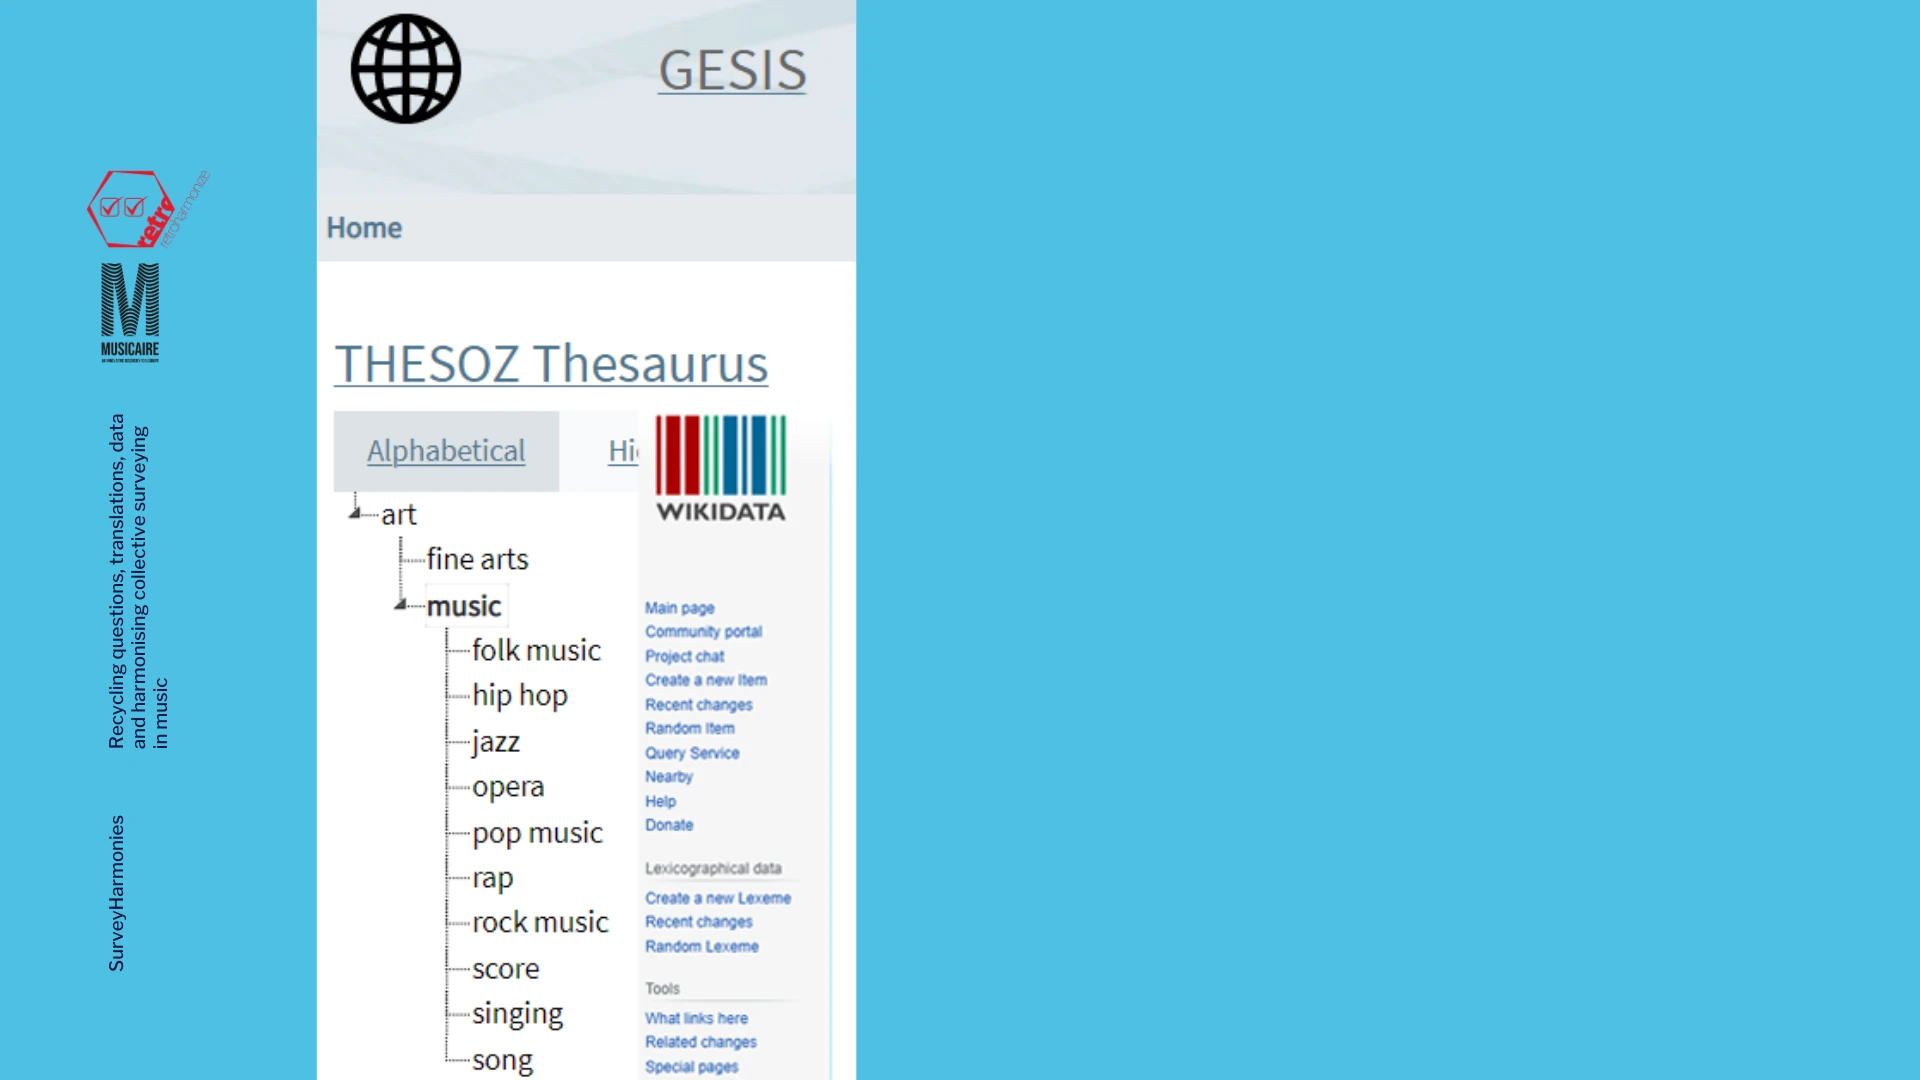 retro
retroharmonize
MUSICAIRE
Recycling questions, translations, data
and harmonising collective surveying
in music
SurveyHarmonies
GESIS
Home
THESOZ Thesaurus
Alphabetical
Hi
art
fine arts
music
folk music
hip hop
jazz
opera
pop music
rap
rock music
score
singing
song
WIKIDATA
Main page
Community portal
Project chat
Create a new Item
Recent changes
Random Item
Query Service
Nearby
Help
Donate
Lexicographical data
Create a new Lexeme
Recent changes
Random Lexeme
Tools
What links here
Related changes
Special pages